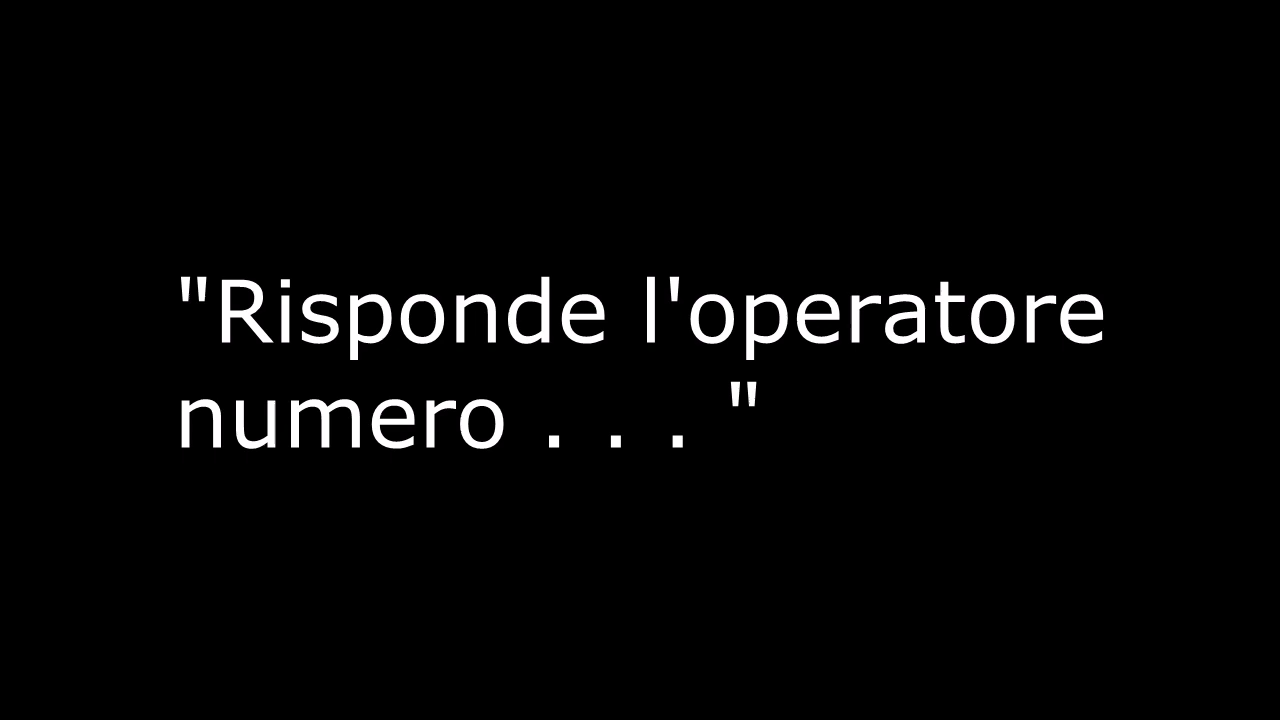 "Risponde l'operatore
numero . . . "